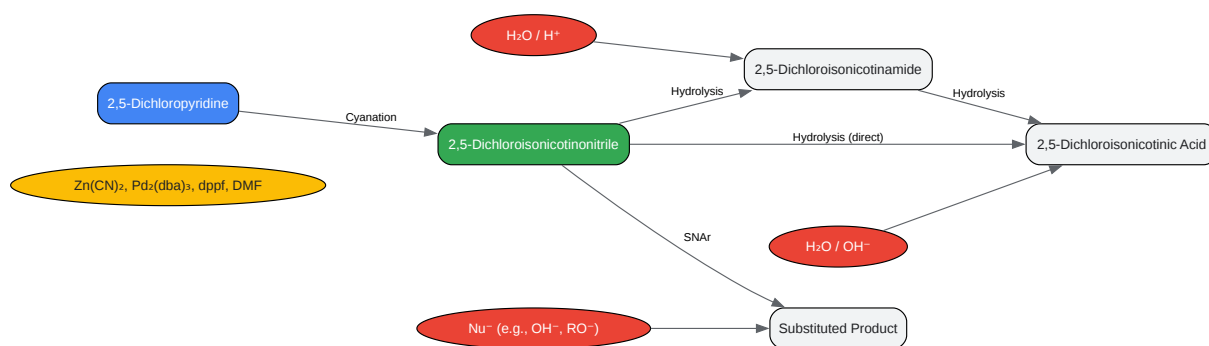 H₂O / H⁺
2,5-Dichloroisonicotinamide
2,5-Dichloropyridine
Hydrolysis
Hydrolysis
Cyanation
2,5-Dichloroisonicotinonitrile
Hydrolysis (direct)
2,5-Dichloroisonicotinic Acid
Zn(CN)₂, Pd₂(dba)₃, dppf, DMF
SNAr
H₂O / OH⁻
Nu⁻ (e.g., OH⁻, RO⁻)
Substituted Product